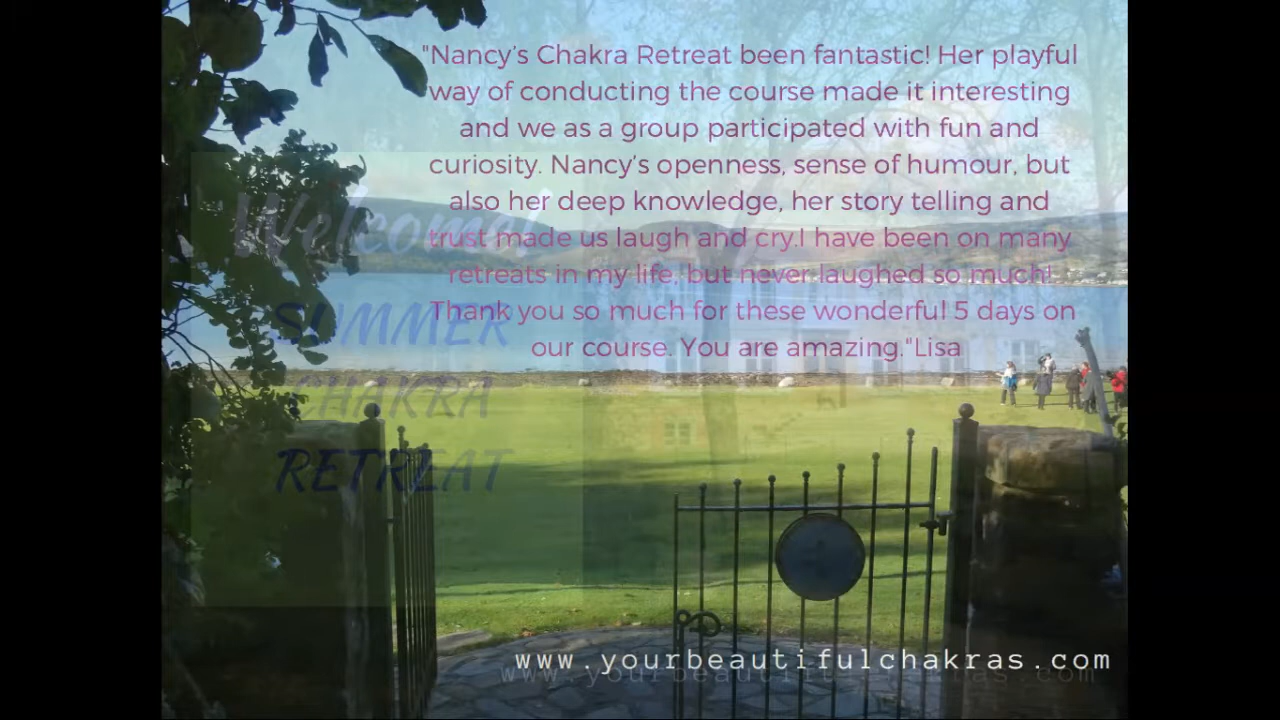 "Nancy's Chakra Retreat been fantastic! Her playful
way of conducting the course made it interesting
and we as a group participated with fun and
curiosity. Nancy's openness, sense of humour, but
also her deep knowledge, her story telling and
trust made us laugh and cry.I have been on many
retreats in my life, but never laughed so much!
Thank you so much for these wonderful 5 days on
our course. You are amazing."Lisa
Welcome!
SUMMER
CHAKRA
RETREAT
www.yourbeautifulchakras.com
www.yourbeautifulchakras.com